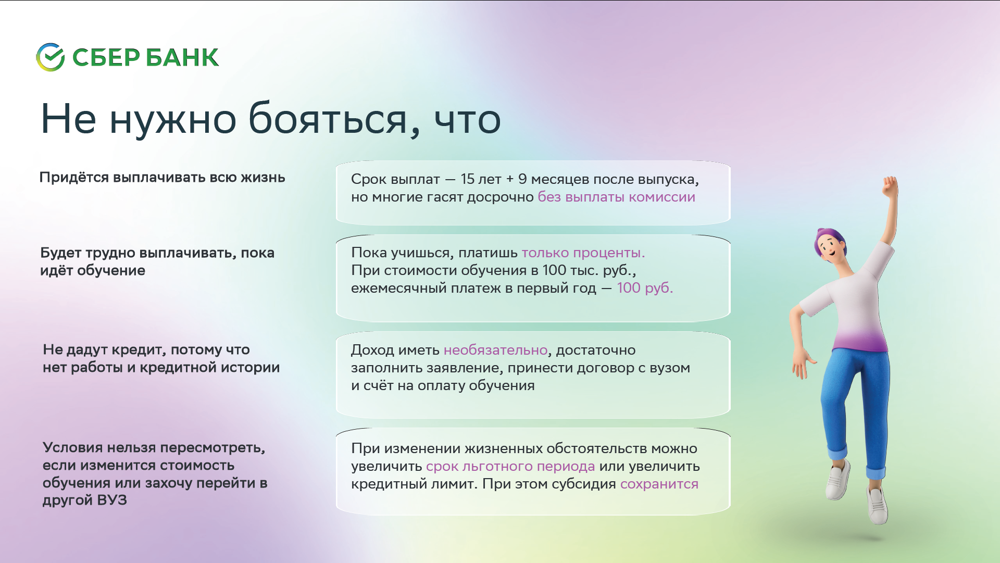 СБЕР БАНК
Не нужно бояться, что
Придётся выплачивать всю жизнь
Срок выплат — 15 лет + 9 месяцев после выпуска,
но многие гасят досрочно без выплаты комиссии
Будет трудно выплачивать, пока
идёт обучение
Пока учишься, платишь только проценты.
При стоимости обучения в 100 тыс. руб.,
ежемесячный платеж в первый год — 100 руб.
Не дадут кредит, потому что
нет работы и кредитной истории
Доход иметь необязательно, достаточно
заполнить заявление, принести договор с вузом
и счёт на оплату обучения
Условия нельзя пересмотреть,
если изменится стоимость
обучения или захочу перейти в
другой ВУЗ
При изменении жизненных обстоятельств можно
увеличить срок льготного периода или увеличить
кредитный лимит. При этом субсидия сохранится